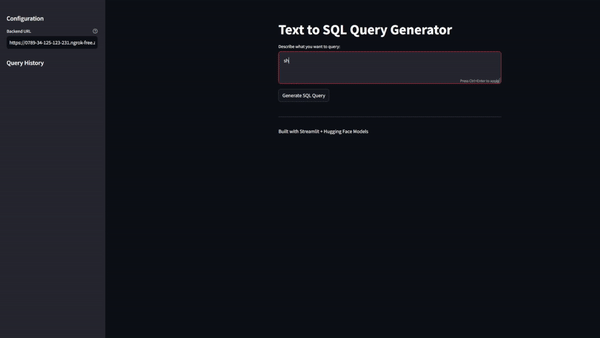 Configuration
Backend URL
https://0789-34-125-123-231.ngrok-free.a
Query History
Text to SQL Query Generator
Describe what you want to query:
sh
Press Ctrl+Enter to apply
Generate SQL Query
Built with Streamlit + Hugging Face Models